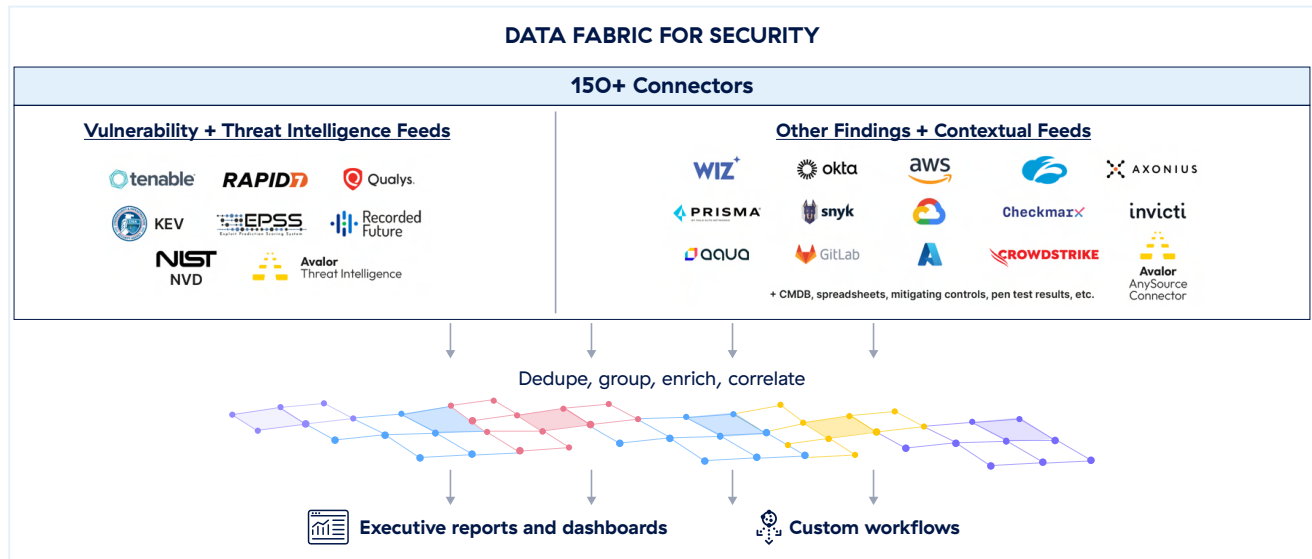 DATA FABRIC FOR SECURITY
150+ Connectors
Vulnerability + Threat Intelligence Feeds
tenable
RAPID7
Qualys.
KEV
EPSS
Exploit Prediction Scoring System
Recorded
Future
NIST
NVD
Avalor
Threat Intelligence
Other Findings + Contextual Feeds
WIZ
okta
aws
AXONIUS
PRISMA
snyk
Checkmarx
invicti
aqua
GitLab
CROWDSTRIKE
Avalor
AnySource
Connector
+ CMDB, spreadsheets, mitigating controls, pen test results, etc.
Dedupe, group, enrich, correlate
Executive reports and dashboards
Custom workflows